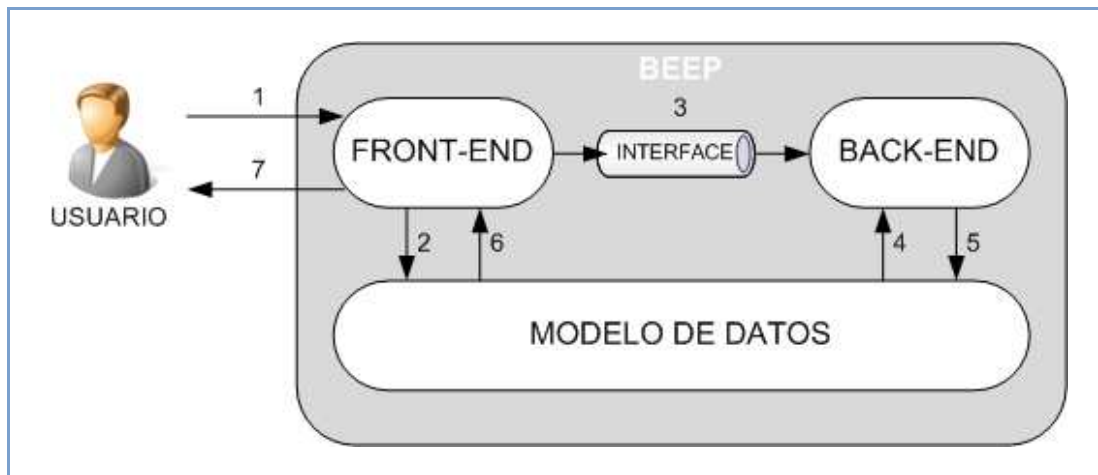 BEEP
1
3
FRONT-END
INTERFACE
BACK-END
7
USUARIO
2
6
4
5
MODELO DE DATOS